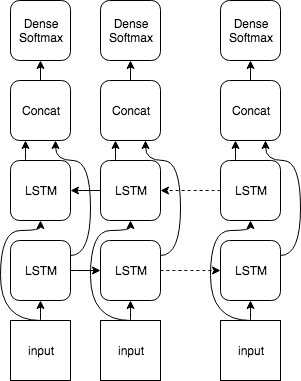 Dense
Softmax
Dense
Softmax
Dense
Softmax
Concat
Concat
Concat
LSTM
LSTM
LSTM
LSTM
LSTM
LSTM
input
input
input